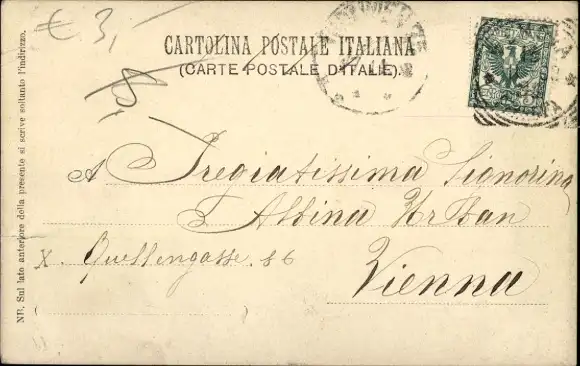 € 3,
CARTOLINA POSTALE ITALIANA
(CARTE POSTALE D'ITALIE).
A Pregiatissima Signorina
Albina Urban
X. Quellengasse 86
Vienna
NB. Sul lato anteriore della presente si scrive soltanto l'indirizzo.